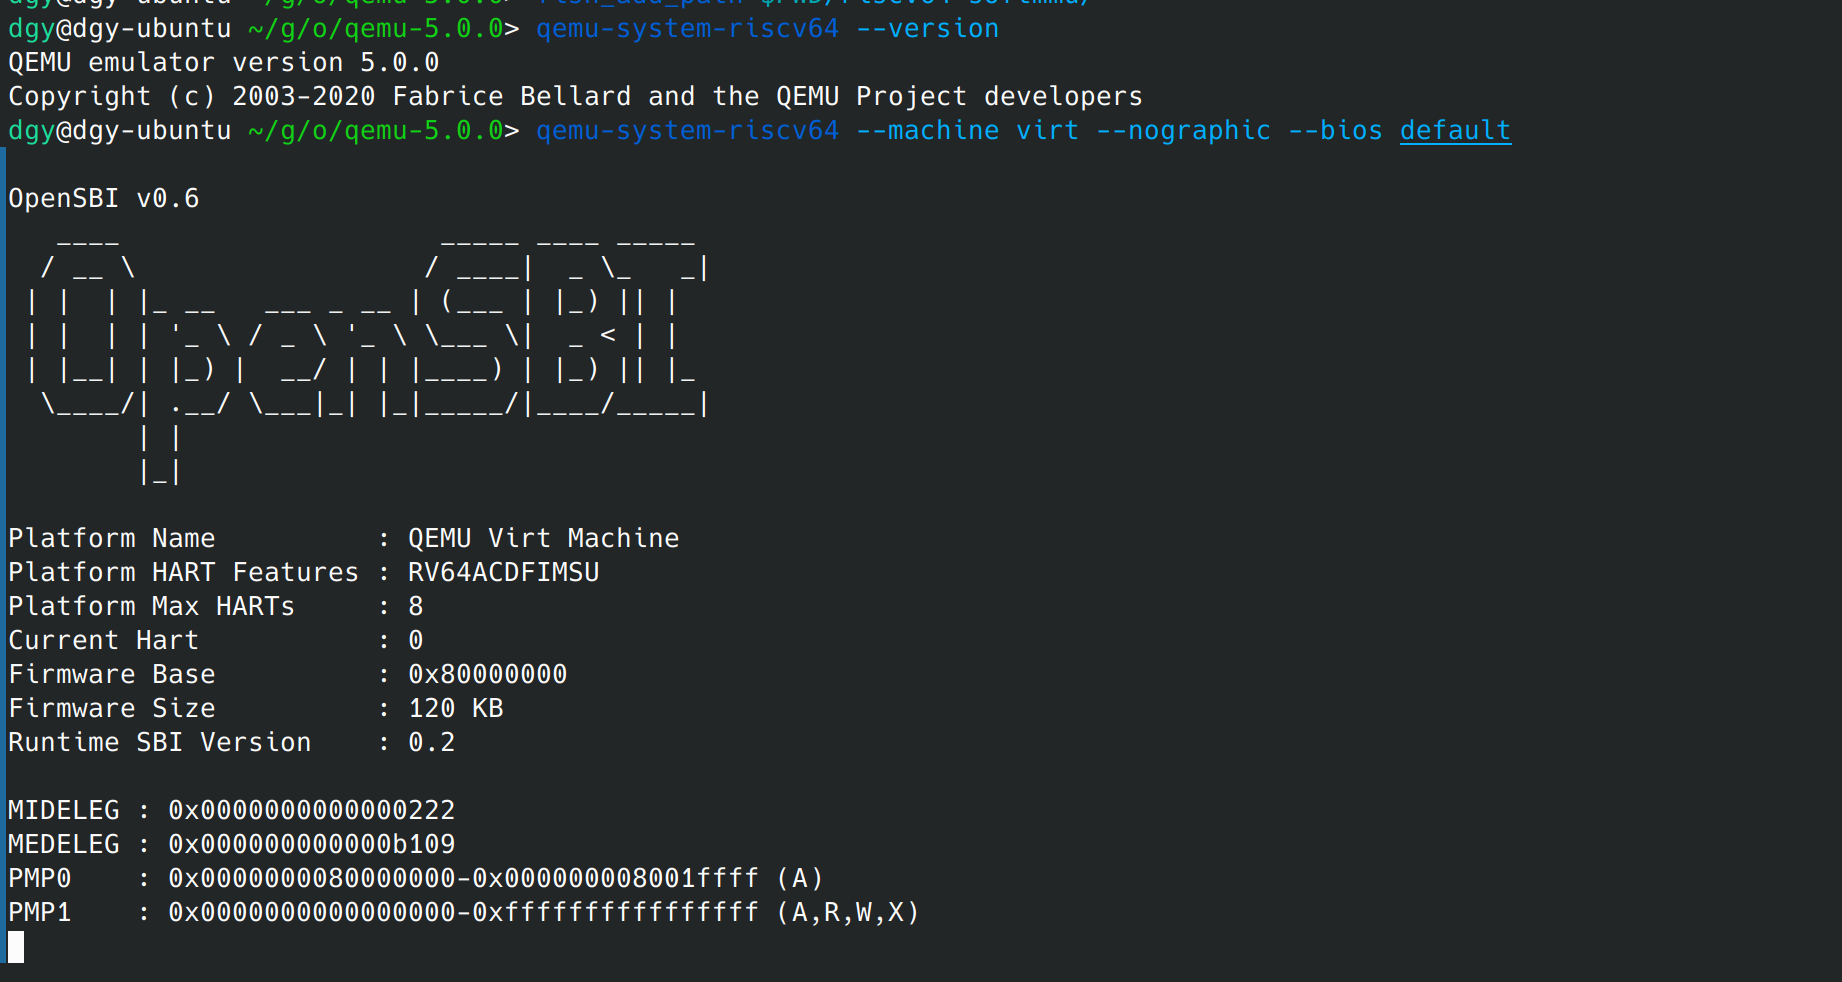 dgy@dgy-ubuntu ~/g/o/qemu-5.0.0> qemu-system-riscv64 --version
QEMU emulator version 5.0.0
Copyright (c) 2003-2020 Fabrice Bellard and the QEMU Project developers
dgy@dgy-ubuntu ~/g/o/qemu-5.0.0> qemu-system-riscv64 --machine virt --nographic --bios default

OpenSBI v0.6
   ____                    _____ ____ _____
  / __ \                  / ____|  _ \_   _|
 | |  | |_ __   ___ _ __ | (___ | |_) || |
 | |  | | '_ \ / _ \ '_ \ \___ \|  _ < | |
 | |__| | |_) |  __/ | | |____) | |_) || |_
  \____/| .__/ \___|_| |_|_____/|____/_____|
        | |
        |_|

Platform Name          : QEMU Virt Machine
Platform HART Features : RV64ACDFIMSU
Platform Max HARTs     : 8
Current Hart           : 0
Firmware Base          : 0x80000000
Firmware Size          : 120 KB
Runtime SBI Version    : 0.2

MIDELEG : 0x0000000000000222
MEDELEG : 0x000000000000b109
PMP0    : 0x0000000080000000-0x000000008001ffff (A)
PMP1    : 0x0000000000000000-0xffffffffffffffff (A,R,W,X)